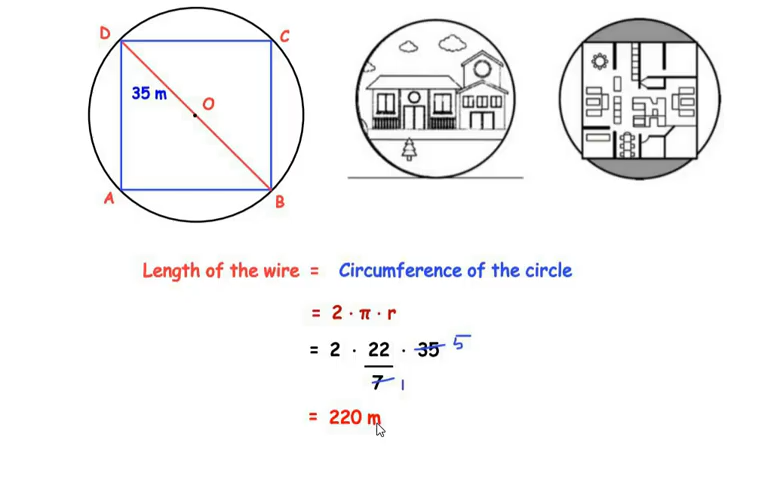 D
C
35 m
O
A
B
Length of the wire = Circumference of the circle
= 2 · π · r
= 2 · 22 · 35 5
7 1
= 220 m